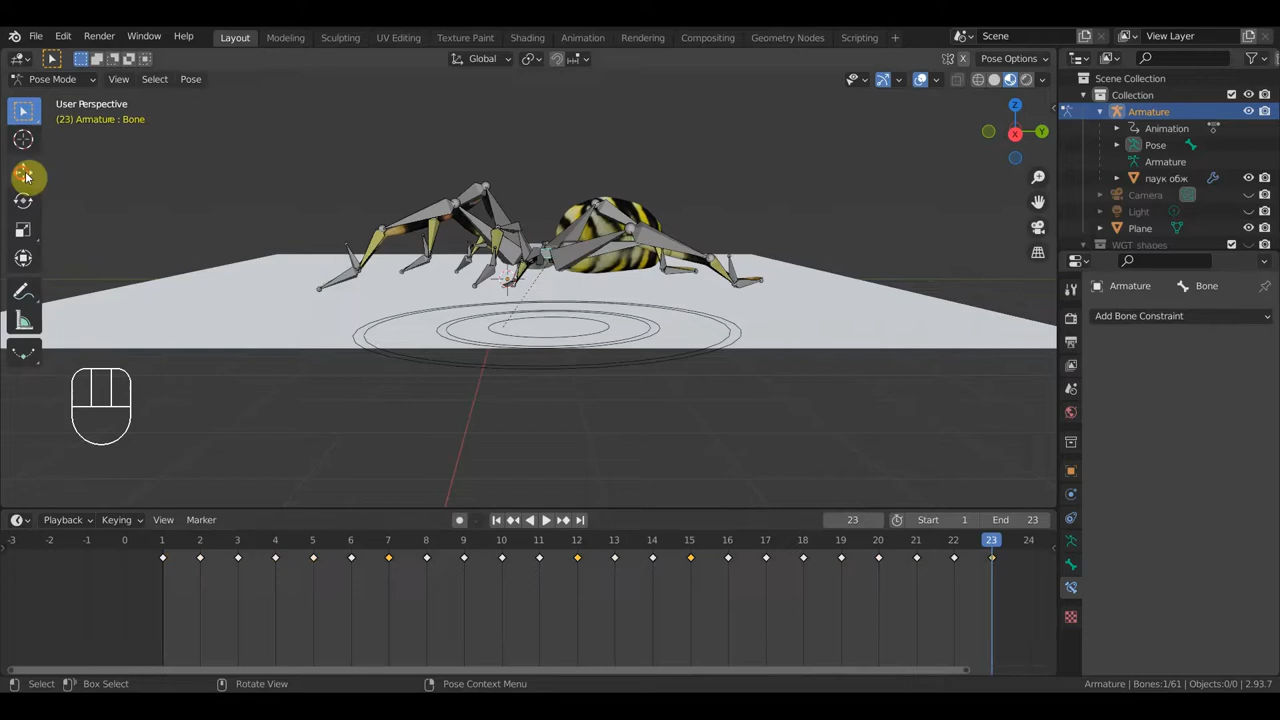 File Edit Render Window Help Layout Modeling Sculpting UV Editing Texture Paint Shading Animation Rendering Compositing Geometry Nodes Scripting + Scene View Layer
Global X Pose Options
Pose Mode View Select Pose
User Perspective
(23) Armature : Bone
Z
Y
X
Scene Collection
Collection
Armature
Animation
Pose
Armature
паук обж
Camera
Light
Plane
WGT_shapes
Armature Bone
Add Bone Constraint
Playback Keying View Marker 23 Start 1 End 23
-3 -2 -1 0 1 2 3 4 5 6 7 8 9 10 11 12 13 14 15 16 17 18 19 20 21 22 23 24
Select Box Select Rotate View Pose Context Menu Armature | Bones:1/61 | Objects:0/0 | 2.93.7